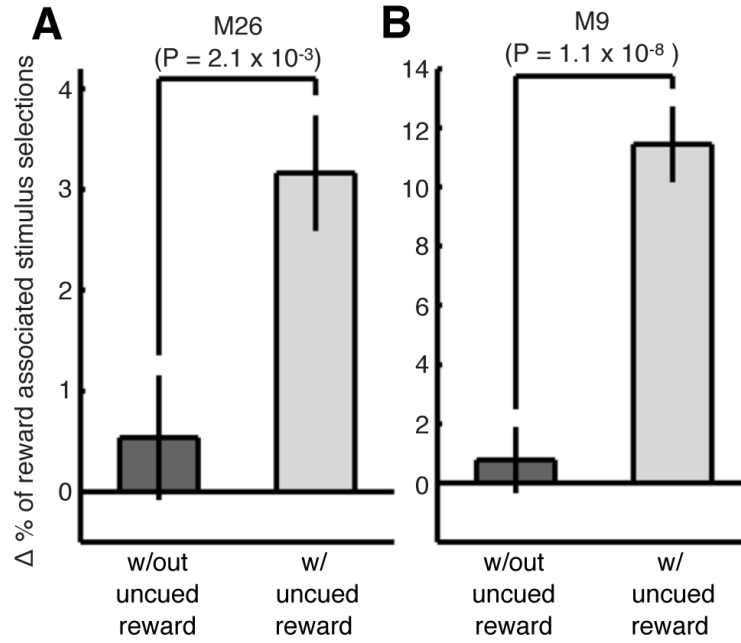 A
M26
(P = 2.1 x 10-3)
Δ % of reward associated stimulus selections
4
3
2
1
0
w/out
uncued
reward
w/
uncued
reward
B
M9
(P = 1.1 x 10-8 )
14
12
10
8
6
4
2
0
w/out
uncued
reward
w/
uncued
reward